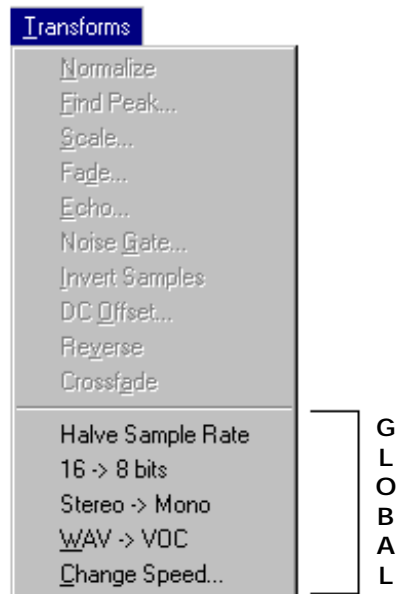 Transforms
Normalize
Find Peak...
Scale...
Fade...
Echo...
Noise Gate...
Invert Samples
DC Offset...
Reverse
Crossfade
Halve Sample Rate
16 -> 8 bits
Stereo -> Mono
WAV -> VOC
Change Speed...
G
L
O
B
A
L